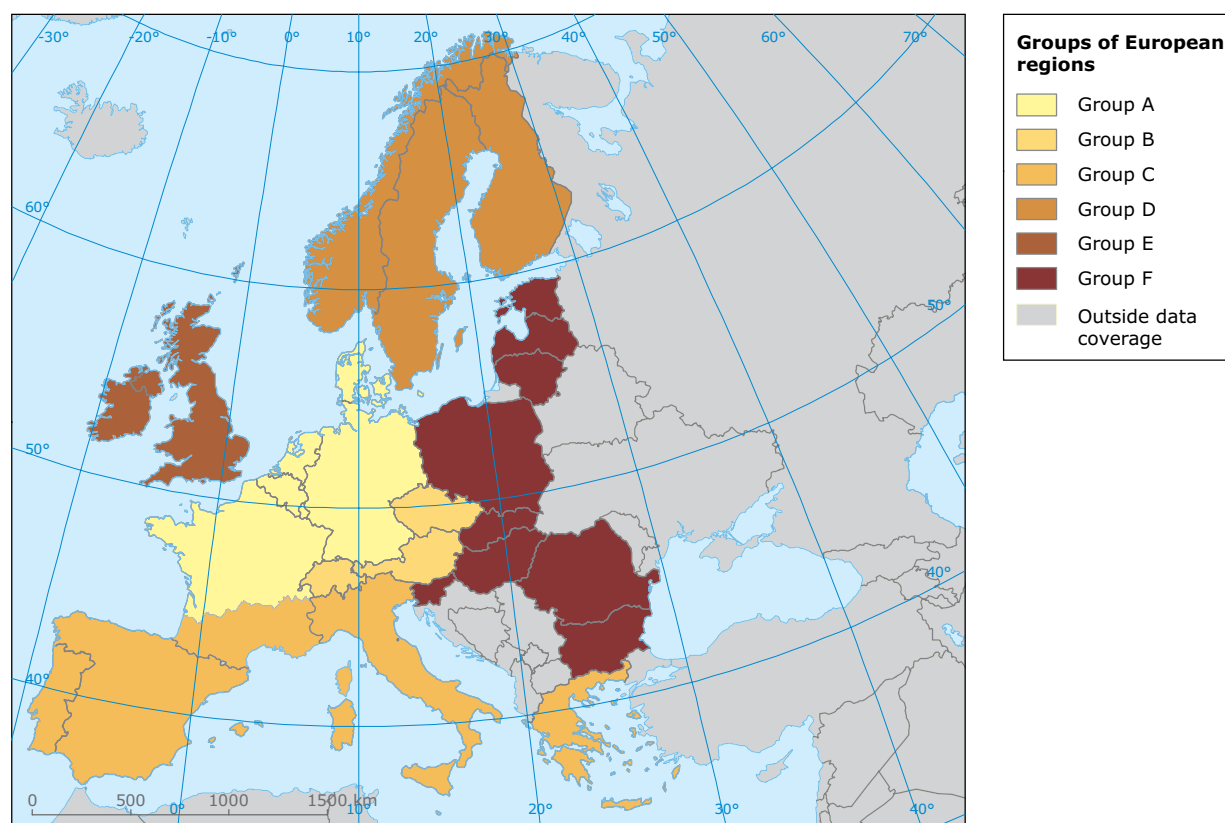 -30°
-20°
-10°
0°
10°
20°
30°
40°
50°
60°
70°
60°
50°
50°
40°
40°
0
500
1000
1500 km
0°
10°
20°
30°
40°
Groups of European
regions
Group A
Group B
Group C
Group D
Group E
Group F
Outside data
coverage